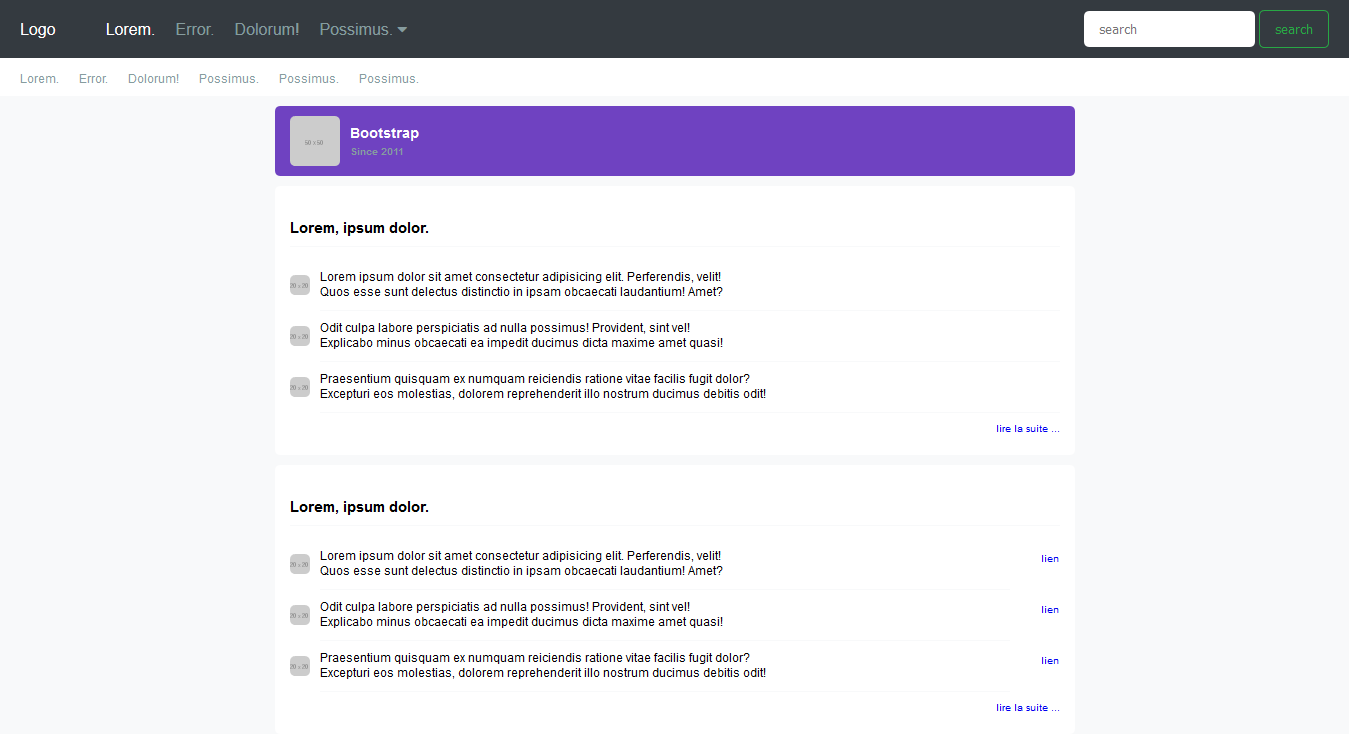 Logo Lorem. Error. Dolorum! Possimus. search search
Lorem. Error. Dolorum! Possimus. Possimus. Possimus.
50 x 50
Bootstrap
Since 2011
Lorem, ipsum dolor.
20 x 20
Lorem ipsum dolor sit amet consectetur adipisicing elit. Perferendis, velit!
Quos esse sunt delectus distinctio in ipsam obcaecati laudantium! Amet?
20 x 20
Odit culpa labore perspiciatis ad nulla possimus! Provident, sint vel!
Explicabo minus obcaecati ea impedit ducimus dicta maxime amet quasi!
20 x 20
Praesentium quisquam ex numquam reiciendis ratione vitae facilis fugit dolor?
Excepturi eos molestias, dolorem reprehenderit illo nostrum ducimus debitis odit!
lire la suite ...
Lorem, ipsum dolor.
20 x 20
Lorem ipsum dolor sit amet consectetur adipisicing elit. Perferendis, velit!
lien
Quos esse sunt delectus distinctio in ipsam obcaecati laudantium! Amet?
20 x 20
Odit culpa labore perspiciatis ad nulla possimus! Provident, sint vel!
lien
Explicabo minus obcaecati ea impedit ducimus dicta maxime amet quasi!
20 x 20
Praesentium quisquam ex numquam reiciendis ratione vitae facilis fugit dolor?
lien
Excepturi eos molestias, dolorem reprehenderit illo nostrum ducimus debitis odit!
lire la suite ...